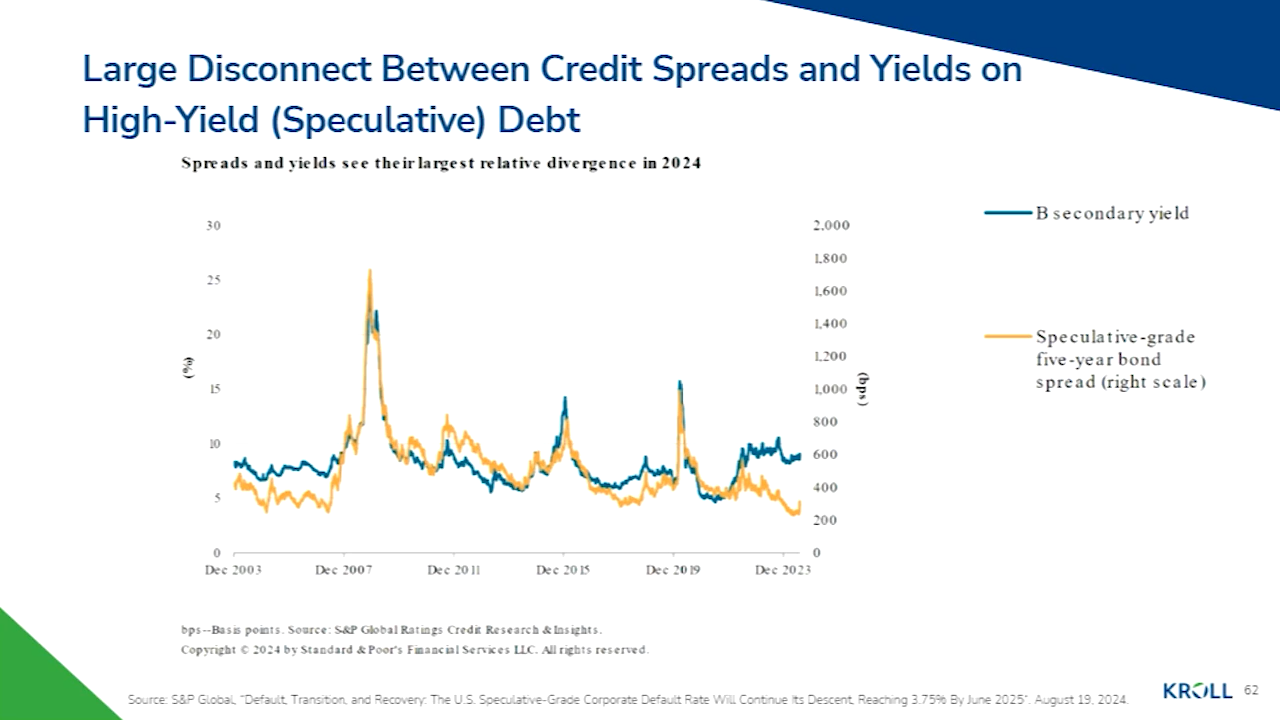 Large Disconnect Between Credit Spreads and Yields on
High-Yield (Speculative) Debt
Spreads and yields see their largest relative divergence in 2024
30
25
20
15
10
5
0
(%)
2,000
1,800
1,600
1,400
1,200
1,000
800
600
400
200
0
(bps)
Dec 2003 Dec 2007 Dec 2011 Dec 2015 Dec 2019 Dec 2023
B secondary yield
Speculative-grade
five-year bond
spread (right scale)
bps--Basis points. Source: S&P Global Ratings Credit Research & Insights.
Copyright © 2024 by Standard & Poor's Financial Services LLC. All rights reserved.
Source: S&P Global, "Default, Transition, and Recovery: The U.S. Speculative-Grade Corporate Default Rate Will Continue Its Descent, Reaching 3.75% By June 2025". August 19, 2024.
KROLL 62